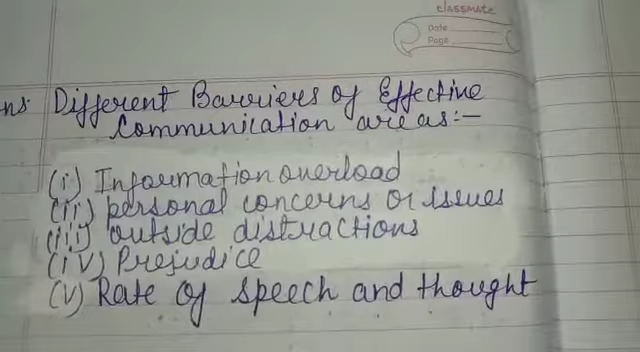 classmate
Date
Page
ns. Different Barriers of Effective
Communication are as:-
(i) Information overload
(ii) personal concerns or Issues
(iii) outside distractions
(iv) Prejudice
(v) Rate of speech and thought